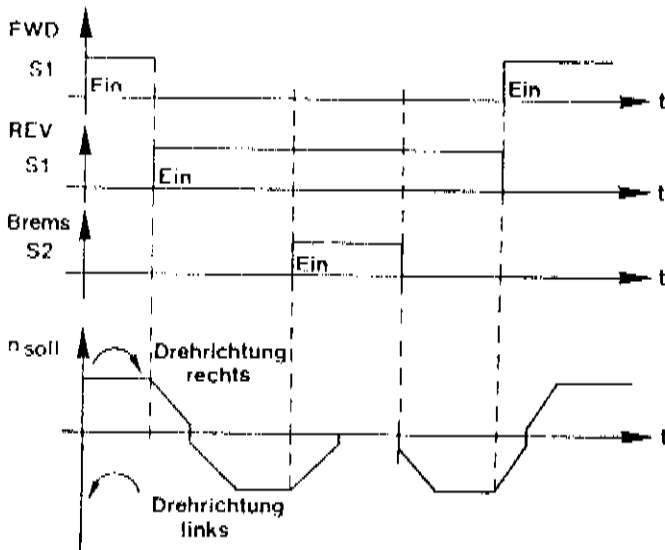 FWD
S1
Ein
Ein
t
REV
S1
Ein
t
Brems
S2
Ein
t
n soll
Drehrichtung
rechts
t
Drehrichtung
links